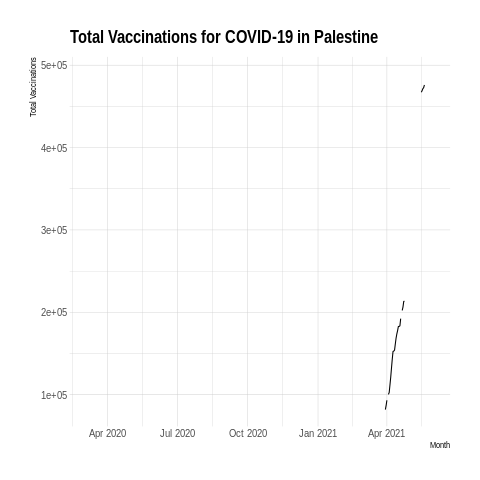 Total Vaccinations for COVID-19 in Palestine
Total Vaccinations
5e+05
4e+05
3e+05
2e+05
1e+05
Apr 2020 Jul 2020 Oct 2020 Jan 2021 Apr 2021
Month